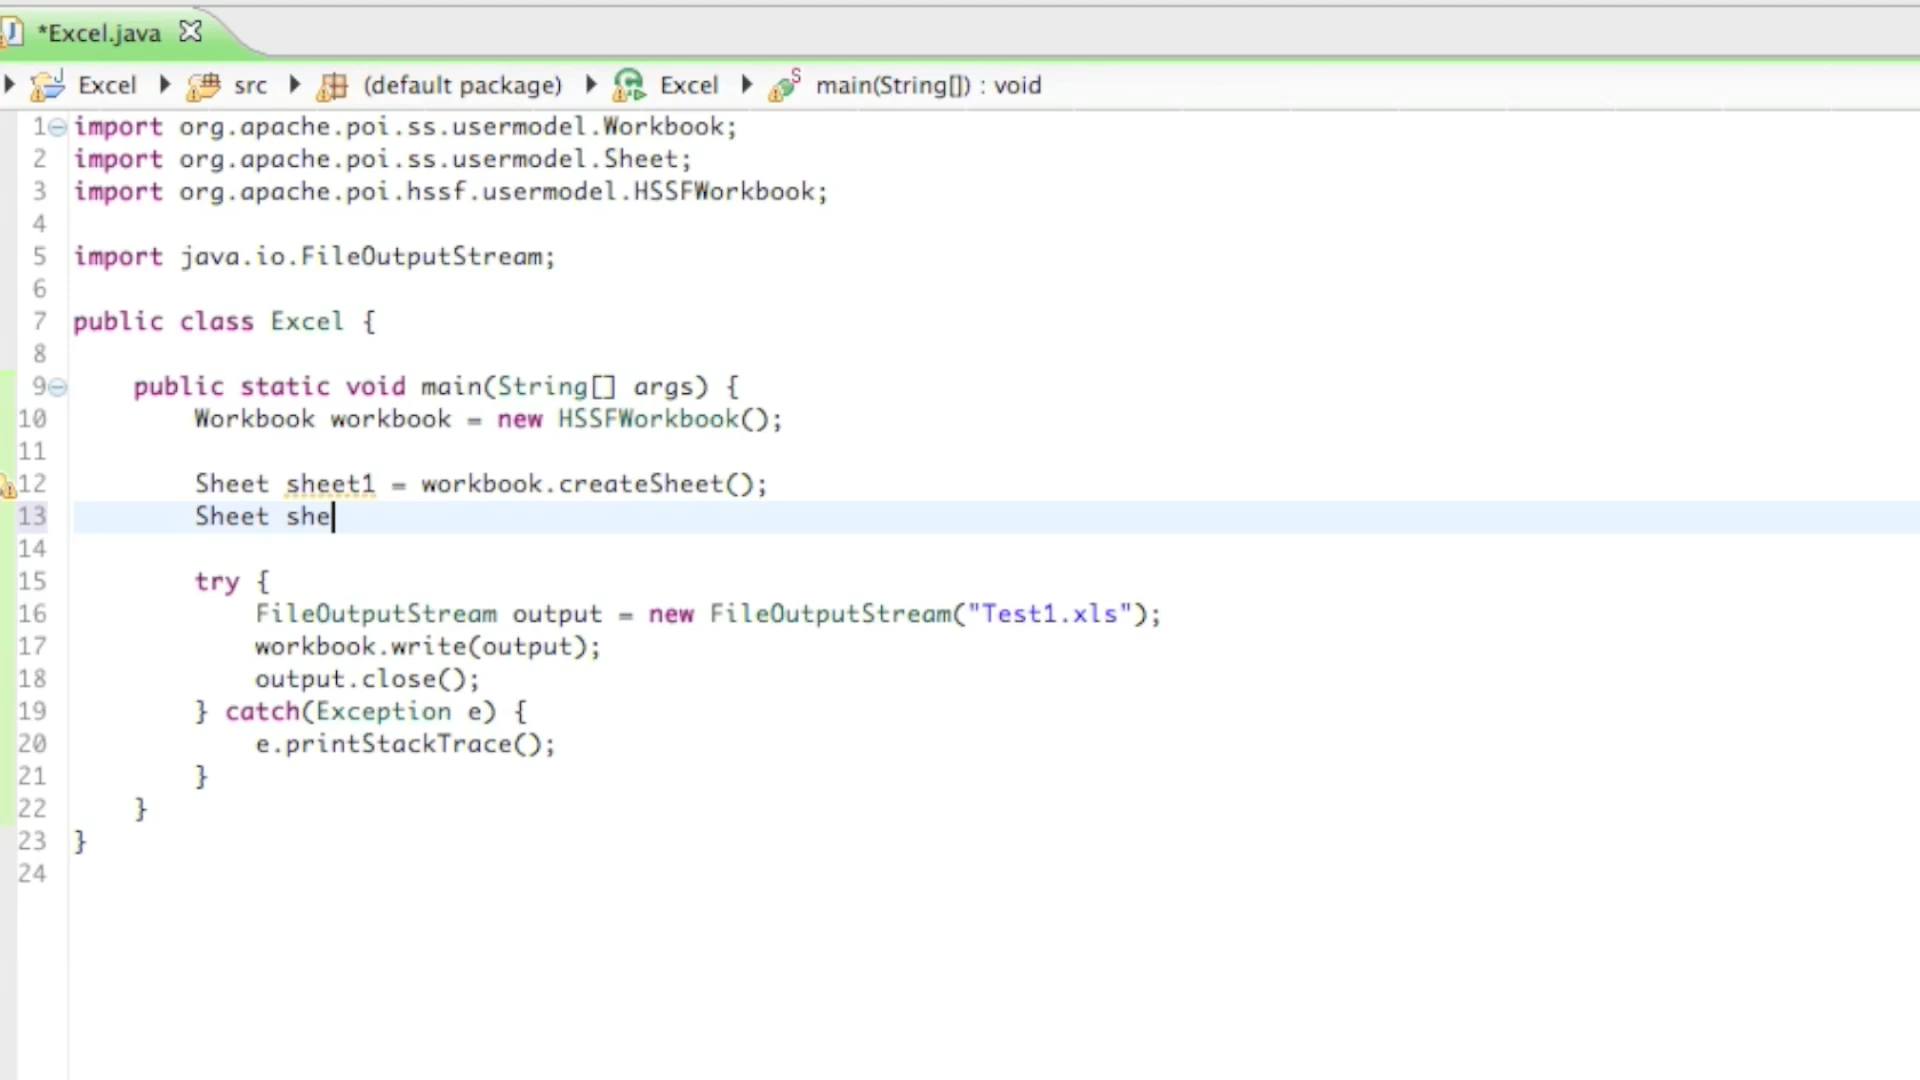 *Excel.java
Excel src (default package) Excel main(String[]) : void
1 import org.apache.poi.ss.usermodel.Workbook;
2 import org.apache.poi.ss.usermodel.Sheet;
3 import org.apache.poi.hssf.usermodel.HSSFWorkbook;
4
5 import java.io.FileOutputStream;
6
7 public class Excel {
8
9 public static void main(String[] args) {
10 Workbook workbook = new HSSFWorkbook();
11
12 Sheet sheet1 = workbook.createSheet();
13 Sheet she
14
15 try {
16 FileOutputStream output = new FileOutputStream("Test1.xls");
17 workbook.write(output);
18 output.close();
19 } catch(Exception e) {
20 e.printStackTrace();
21 }
22 }
23 }
24